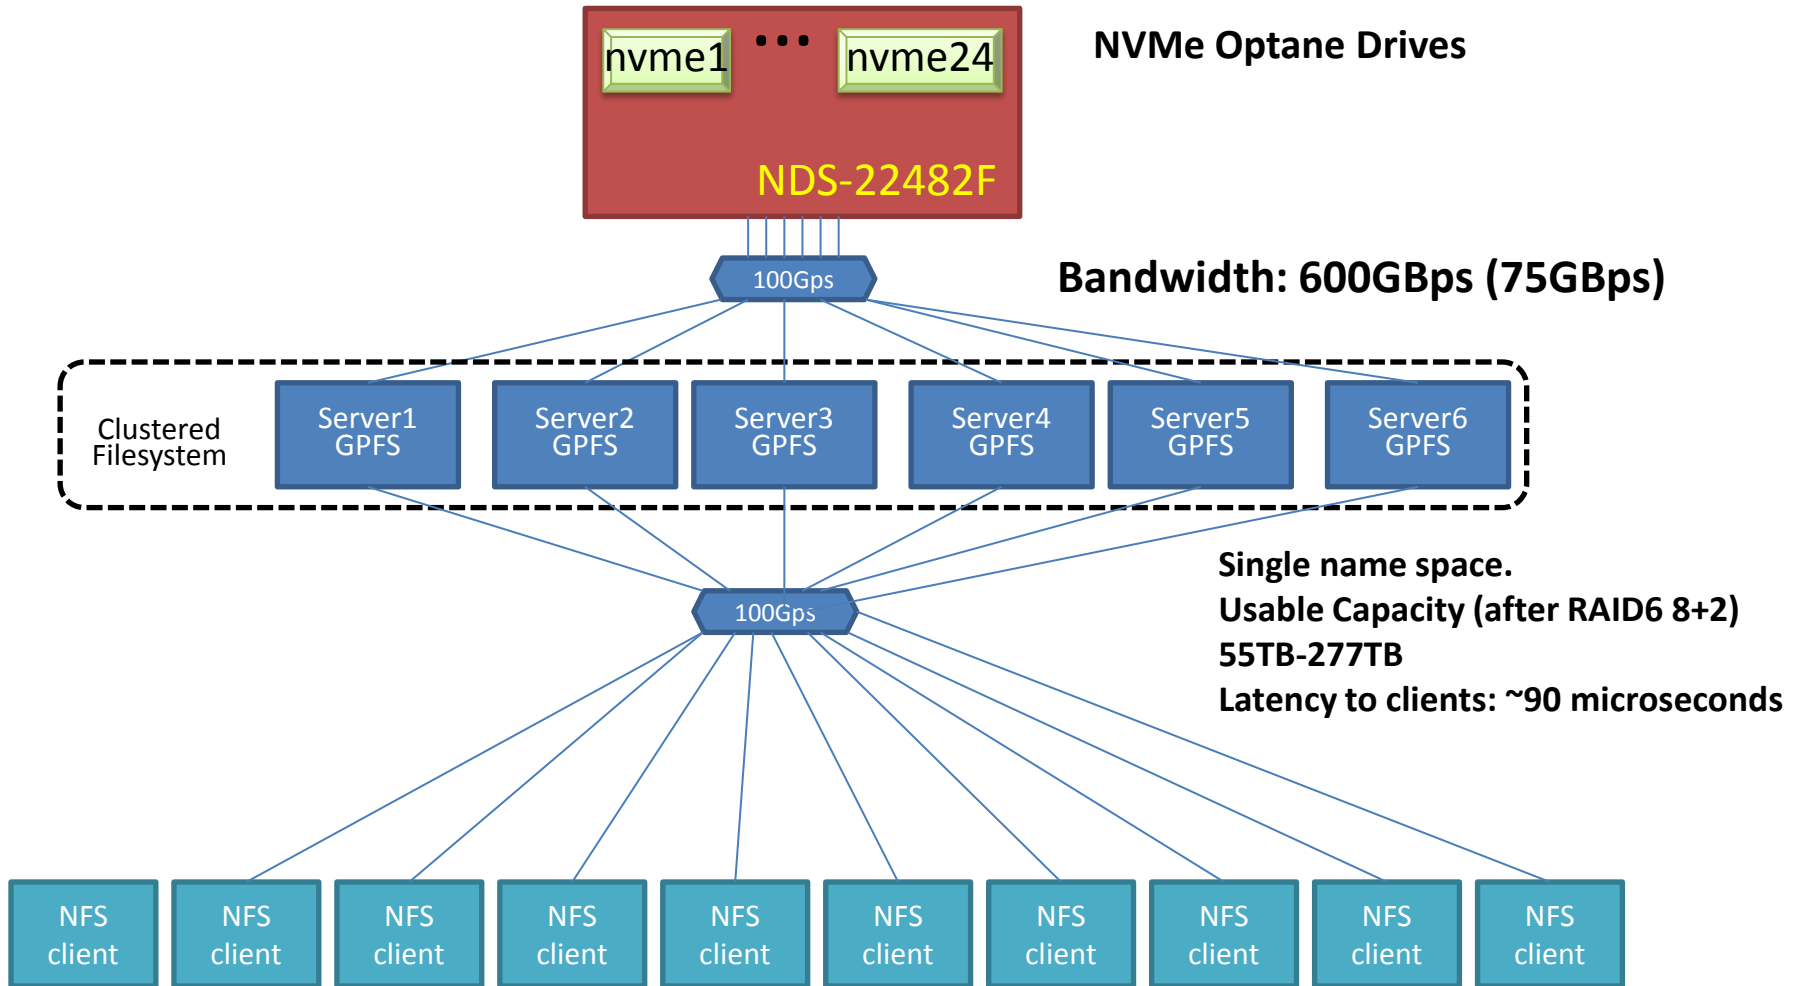 nvme1 ... nvme24
NVMe Optane Drives
NDS-22482F
100Gps
Bandwidth: 600GBps (75GBps)
Clustered
Filesystem
Server1
GPFS
Server2
GPFS
Server3
GPFS
Server4
GPFS
Server5
GPFS
Server6
GPFS
100Gps
Single name space.
Usable Capacity (after RAID6 8+2)
55TB-277TB
Latency to clients: ~90 microseconds
NFS
client
NFS
client
NFS
client
NFS
client
NFS
client
NFS
client
NFS
client
NFS
client
NFS
client
NFS
client